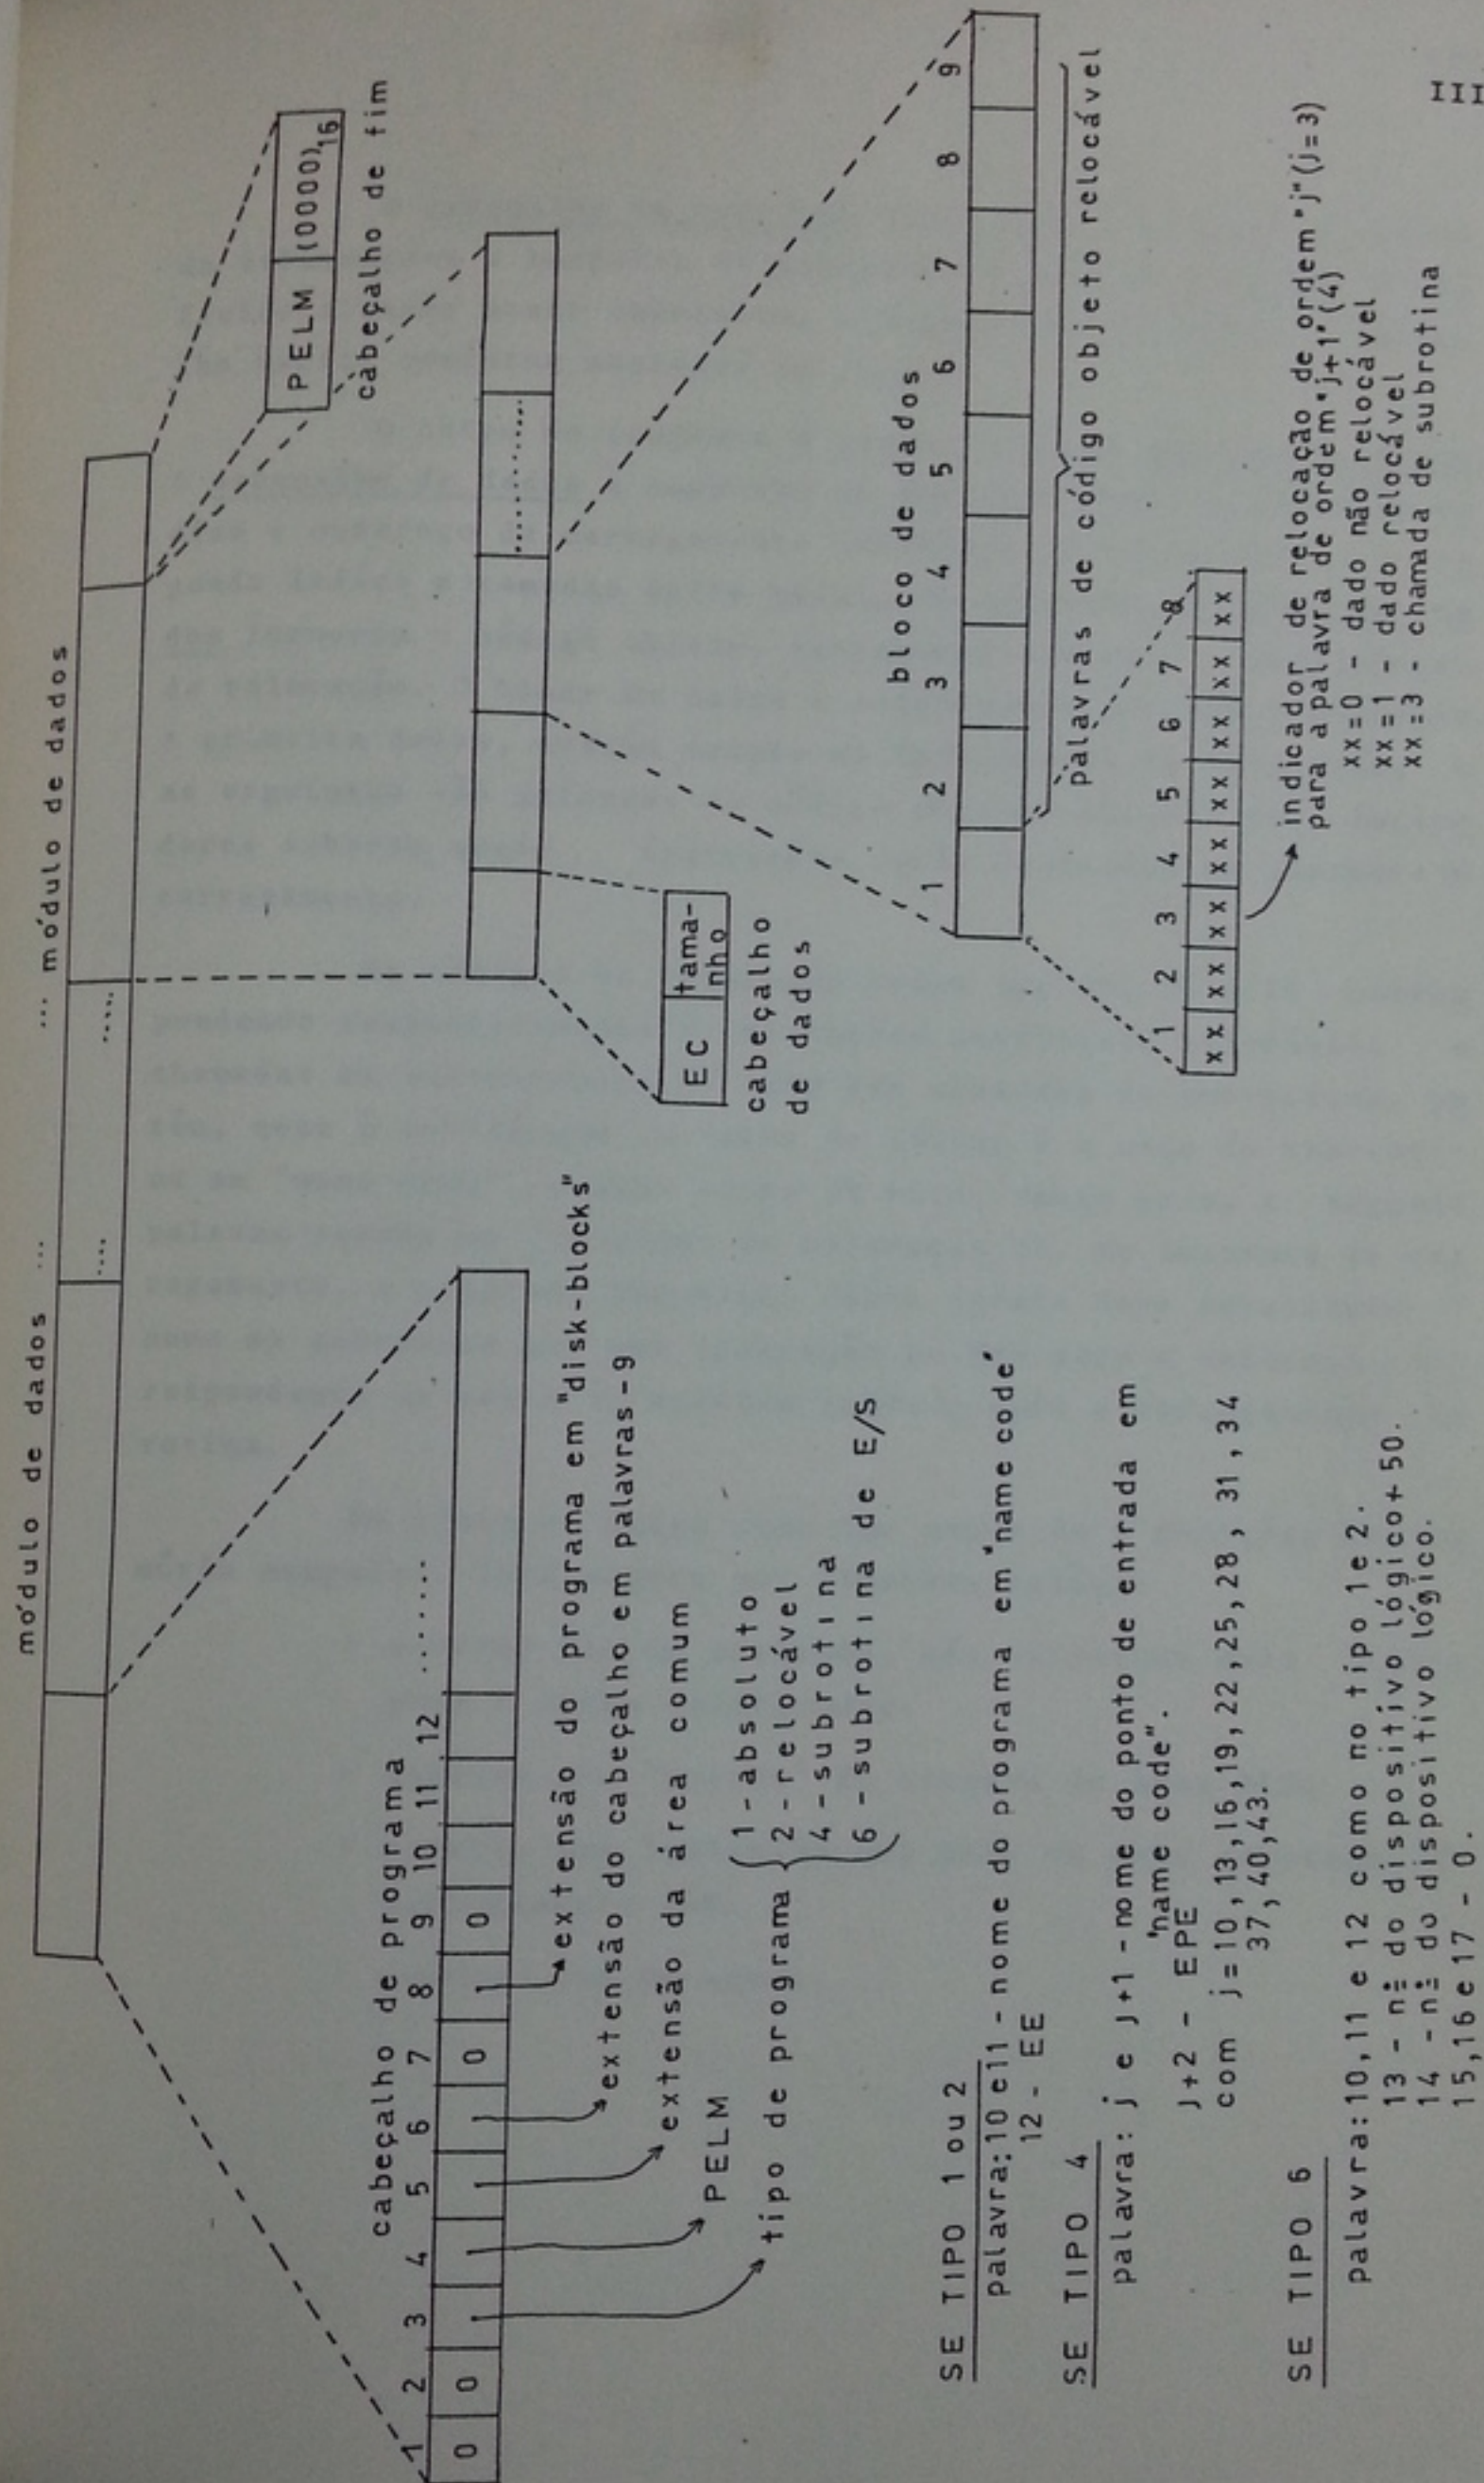 III
módulo de dados ... ... módulo de dados
.... .....
PELM (0000)16
cabeçalho de fim
cabeçalho de programa
1 2 3 4 5 6 7 8 9 10 11 12 .......
0 0 0 0
extensão do programa em "disk-blocks"
extensão do cabeçalho em palavras-9
extensão da área comum
PELM
tipo de programa
1 - absoluto
2 - relocável
4 - subrotina
6 - subrotina de E/S
EC tama-
nho
cabeçalho
de dados
...........
bloco de dados
1 2 3 4 5 6 7 8 9
palavras de código objeto relocável
1 2 3 4 5 6 7 8
xx xx xx xx xx xx xx xx
indicador de relocação de ordem "j" (j=3)
para a palavra de ordem "j+1" (4)
xx=0 - dado não relocável
xx=1 - dado relocável
xx=3 - chamada de subrotina
SE TIPO 1 ou 2
palavra: 10 e 11 - nome do programa em "name code"
12 - EE
SE TIPO 4
palavra: j e j+1 - nome do ponto de entrada em
"name code".
j+2 - EPE
com j=10,13,16,19,22,25,28,31,34
37,40,43.
SE TIPO 6
palavra: 10,11 e 12 como no tipo 1 e 2.
13 - nº do dispositivo lógico + 50.
14 - nº do dispositivo lógico.
15,16 e 17 - 0.